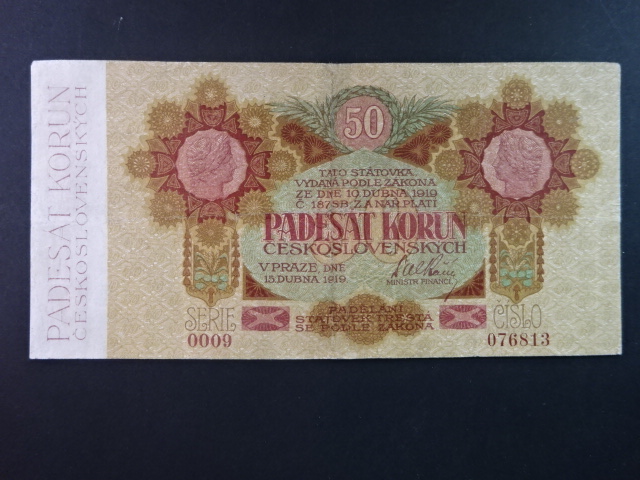 PADESÁT KORUN
ČESKOSLOVENSKÝCH
50
TATO STÁTOVKA
VYDANÁ PODLE ZÁKONA
ZE DNE 10. DUBNA 1919
Č. 187 SB. Z. A NAŘ. PLATÍ
PADESÁT KORUN
ČESKOSLOVENSKÝCH
V PRAZE, DNE
15. DUBNA 1919.
MINISTR FINANCÍ.
SERIE
0009
PADĚLÁNÍ
STÁTOVEK TRESTÁ
SE PODLE ZÁKONA
ČÍSLO
076813